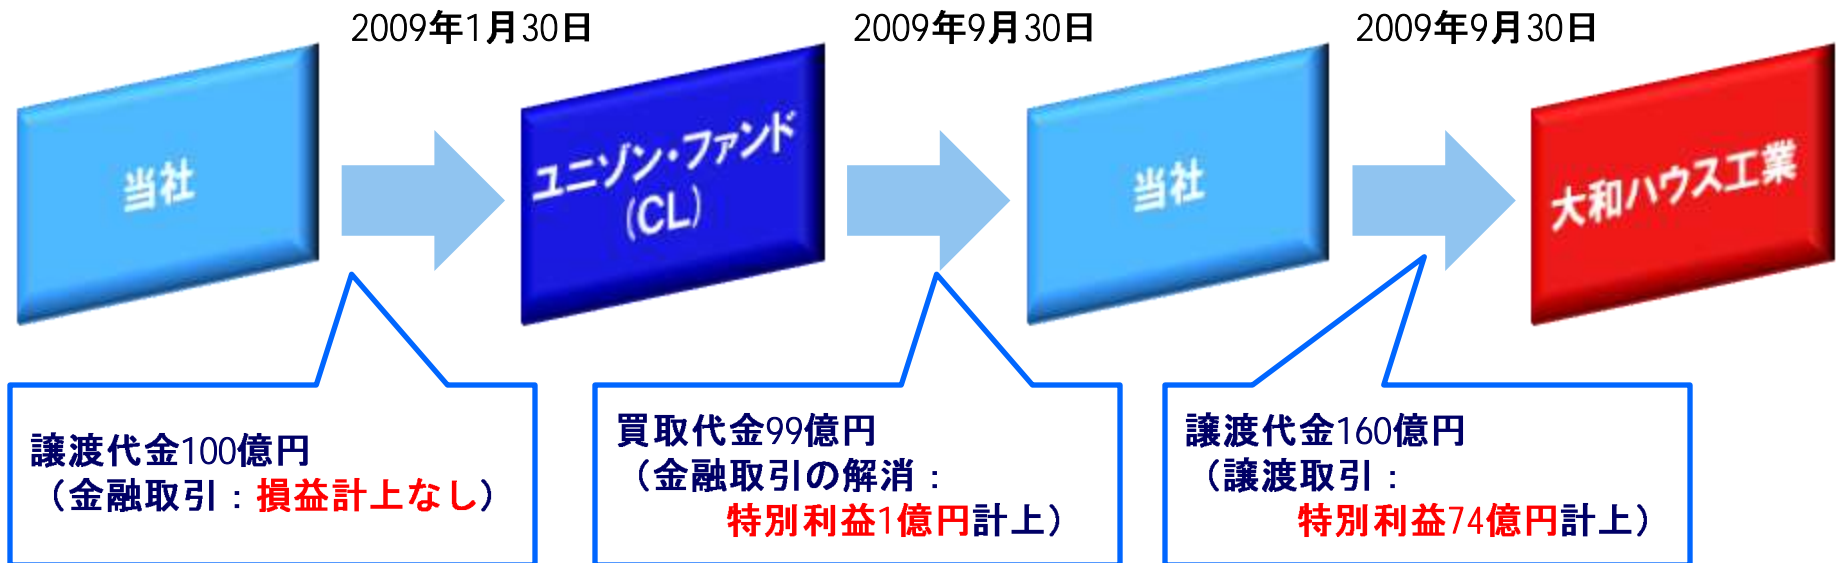 2009年1月30日
2009年9月30日
2009年9月30日
当社
ユニゾン・ファンド
(CL)
当社
大和ハウス工業
譲渡代金100億円
（金融取引：損益計上なし）
買取代金99億円
（金融取引の解消：
特別利益1億円計上）
譲渡代金160億円
（譲渡取引：
特別利益74億円計上）